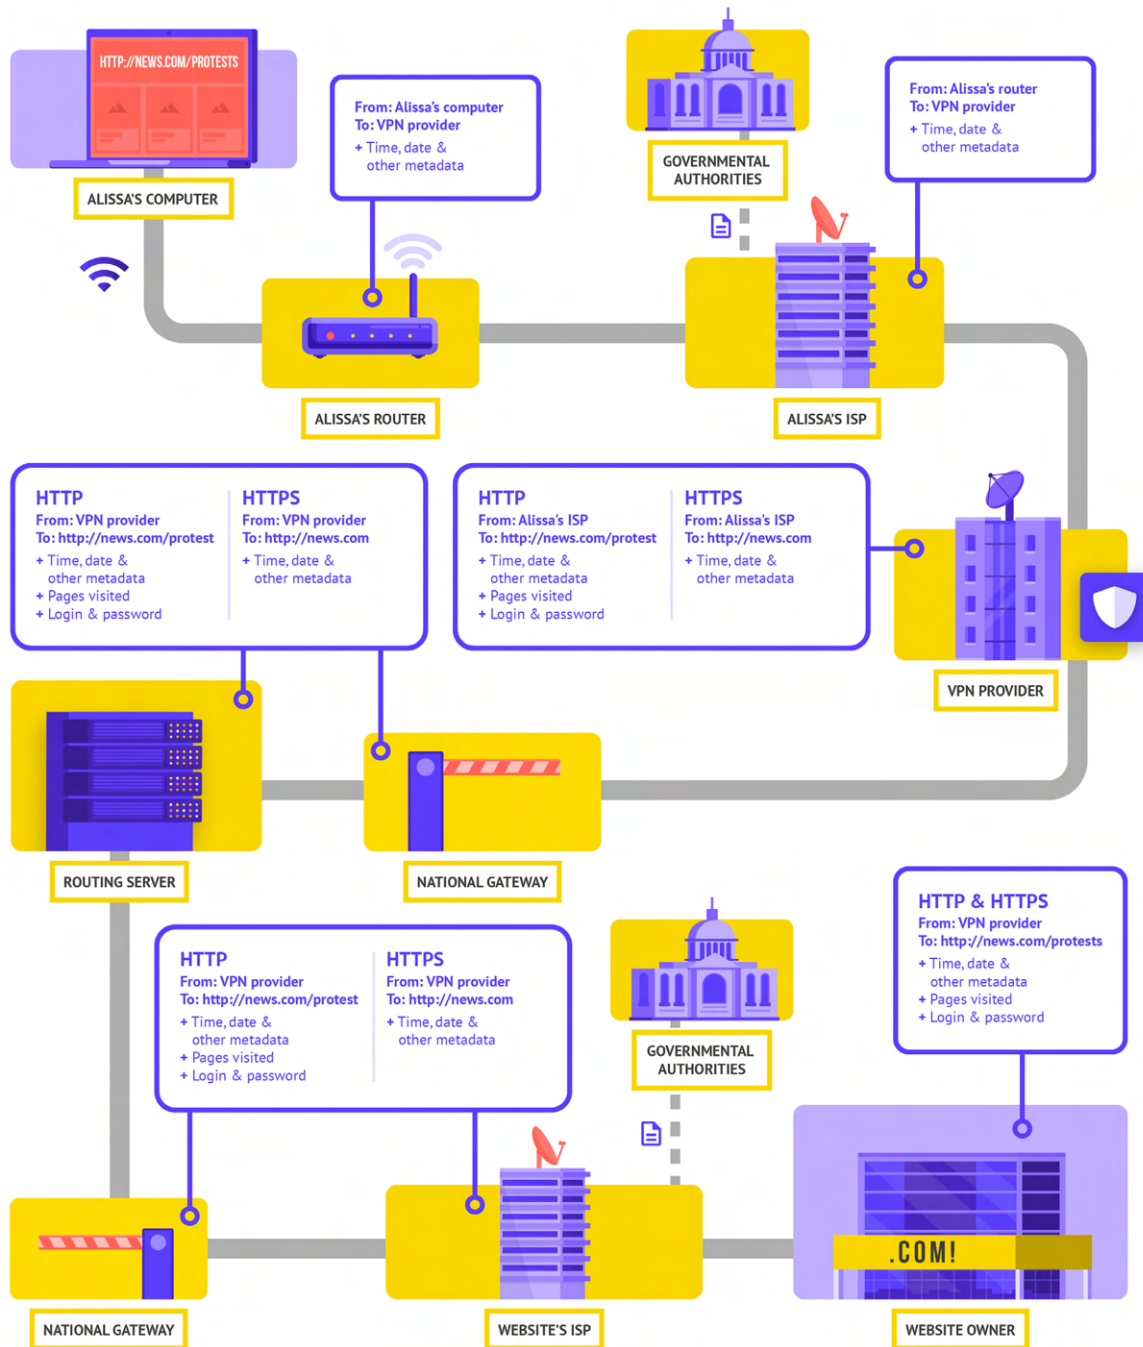 HTTP://NEWS.COM/PROTESTS
ALISSA'S COMPUTER
From: Alissa's computer
To: VPN provider
+ Time, date &
other metadata
GOVERNMENTAL
AUTHORITIES
From: Alissa's router
To: VPN provider
+ Time, date &
other metadata
ALISSA'S ROUTER
ALISSA'S ISP
HTTP
From: VPN provider
To: http://news.com/protest
+ Time, date &
other metadata
+ Pages visited
+ Login & password
HTTPS
From: VPN provider
To: http://news.com
+ Time, date &
other metadata
HTTP
From: Alissa's ISP
To: http://news.com/protest
+ Time, date &
other metadata
+ Pages visited
+ Login & password
HTTPS
From: Alissa's ISP
To: http://news.com
+ Time, date &
other metadata
VPN PROVIDER
ROUTING SERVER
NATIONAL GATEWAY
HTTP
From: VPN provider
To: http://news.com/protest
+ Time, date &
other metadata
+ Pages visited
+ Login & password
HTTPS
From: VPN provider
To: http://news.com
+ Time, date &
other metadata
GOVERNMENTAL
AUTHORITIES
HTTP & HTTPS
From: VPN provider
To: http://news.com/protests
+ Time, date &
other metadata
+ Pages visited
+ Login & password
.COM!
NATIONAL GATEWAY
WEBSITE'S ISP
WEBSITE OWNER